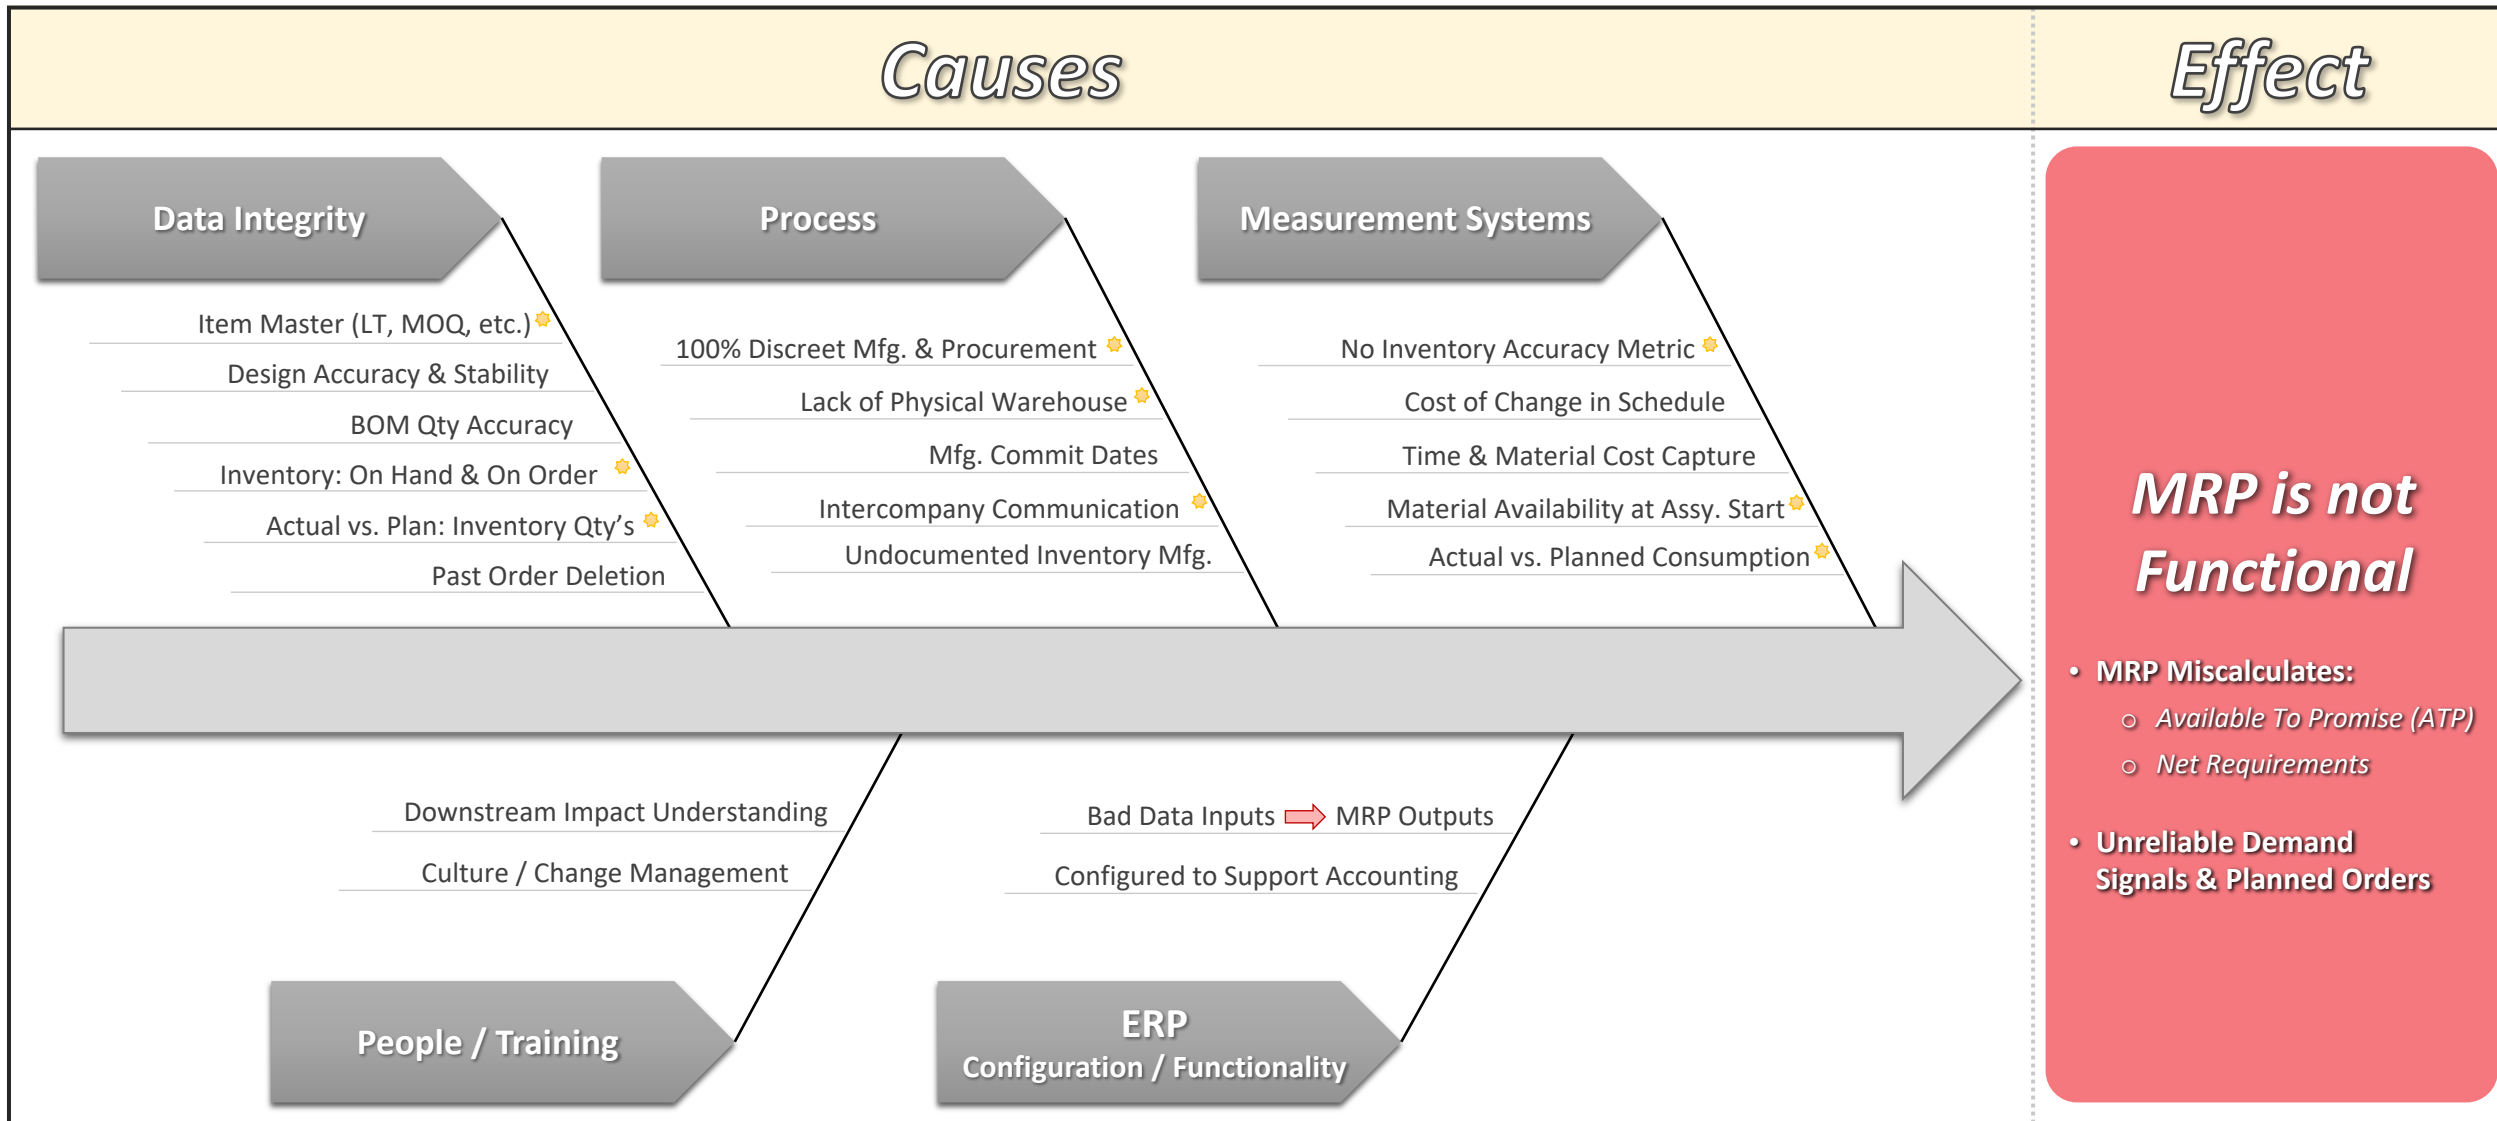 Causes
Effect
Data Integrity
Item Master (LT, MOQ, etc.)
Design Accuracy & Stability
BOM Qty Accuracy
Inventory: On Hand & On Order
Actual vs. Plan: Inventory Qty’s
Past Order Deletion
Process
100% Discreet Mfg. & Procurement
Lack of Physical Warehouse
Mfg. Commit Dates
Intercompany Communication
Undocumented Inventory Mfg.
Measurement Systems
No Inventory Accuracy Metric
Cost of Change in Schedule
Time & Material Cost Capture
Material Availability at Assy. Start
Actual vs. Planned Consumption
Downstream Impact Understanding
Culture / Change Management
People / Training
Bad Data Inputs MRP Outputs
Configured to Support Accounting
ERP
Configuration / Functionality
MRP is not
Functional
• MRP Miscalculates:
o Available To Promise (ATP)
o Net Requirements
• Unreliable Demand
Signals & Planned Orders